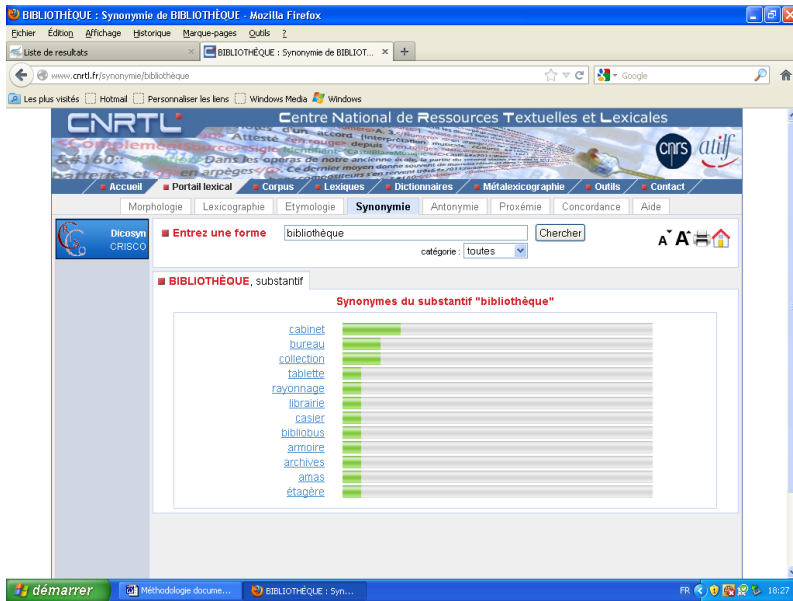 BIBLIOTHÈQUE : Synonymie de BIBLIOTHÈQUE - Mozilla Firefox
Fichier Édition Affichage Historique Marque-pages Outils ?
Liste de resultats × BIBLIOTHÈQUE : Synonymie de BIBLIOT... × +
www.cnrtl.fr/synonymie/bibliothèque Google
Les plus visités Hotmail Personnaliser les liens Windows Media Windows
CNRTL Centre National de Ressources Textuelles et Lexicales
cnrs atilf
Accueil Portail lexical Corpus Lexiques Dictionnaires Métalexicographie Outils Contact
Morphologie Lexicographie Etymologie Synonymie Antonymie Proxémie Concordance Aide
Dicosyn
CRISCO
Entrez une forme bibliothèque Chercher
catégorie : toutes
A A
BIBLIOTHÈQUE, substantif
Synonymes du substantif "bibliothèque"
cabinet
bureau
collection
tablette
rayonnage
librairie
casier
bibliobus
armoire
archives
amas
étagère
démarrer Méthodologie docume... BIBLIOTHÈQUE : Syn... FR 18:27